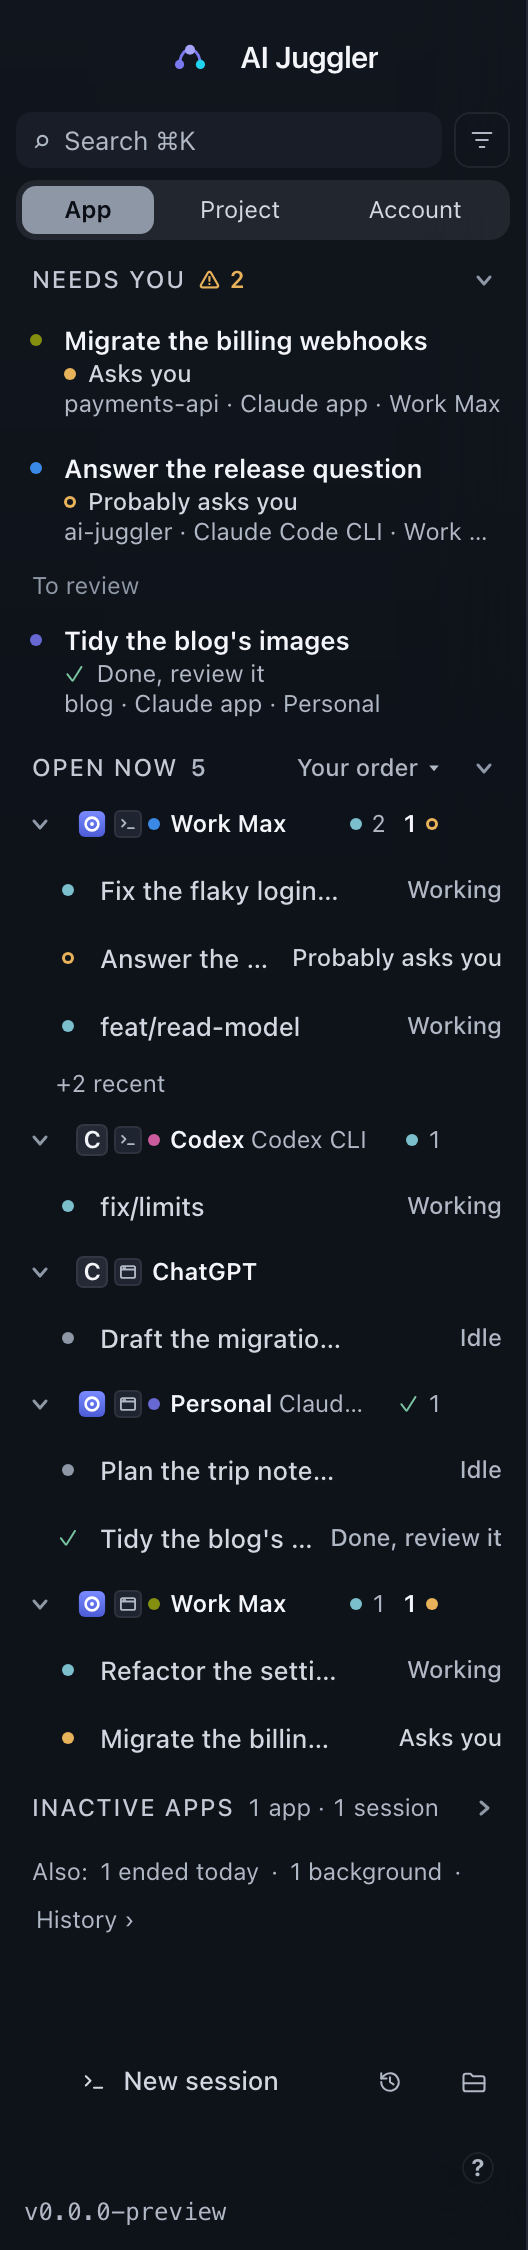 AI Juggler
Search ⌘K
App Project Account
NEEDS YOU 2
Migrate the billing webhooks
Asks you
payments-api · Claude app · Work Max
Answer the release question
Probably asks you
ai-juggler · Claude Code CLI · Work ...
To review
Tidy the blog's images
Done, review it
blog · Claude app · Personal
OPEN NOW 5 Your order
Work Max 2 1
Fix the flaky login... Working
Answer the ... Probably asks you
feat/read-model Working
+2 recent
C Codex Codex CLI 1
fix/limits Working
C ChatGPT
Draft the migratio... Idle
Personal Claud... 1
Plan the trip note... Idle
Tidy the blog's ... Done, review it
Work Max 1 1
Refactor the setti... Working
Migrate the billin... Asks you
INACTIVE APPS 1 app · 1 session
Also: 1 ended today · 1 background ·
History ›
New session
?
v0.0.0-preview